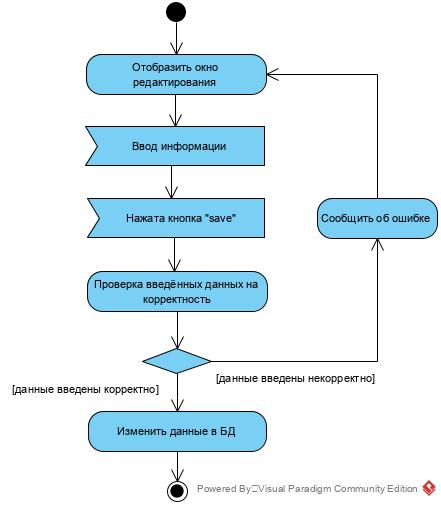 Отобразить окно
редактирования
Ввод информации
Нажата кнопка "save"
Сообщить об ошибке
Проверка введённых данных на
корректность
[данные введены некорректно]
[данные введены корректно]
Изменить данные в БД
Powered By Visual Paradigm Community Edition